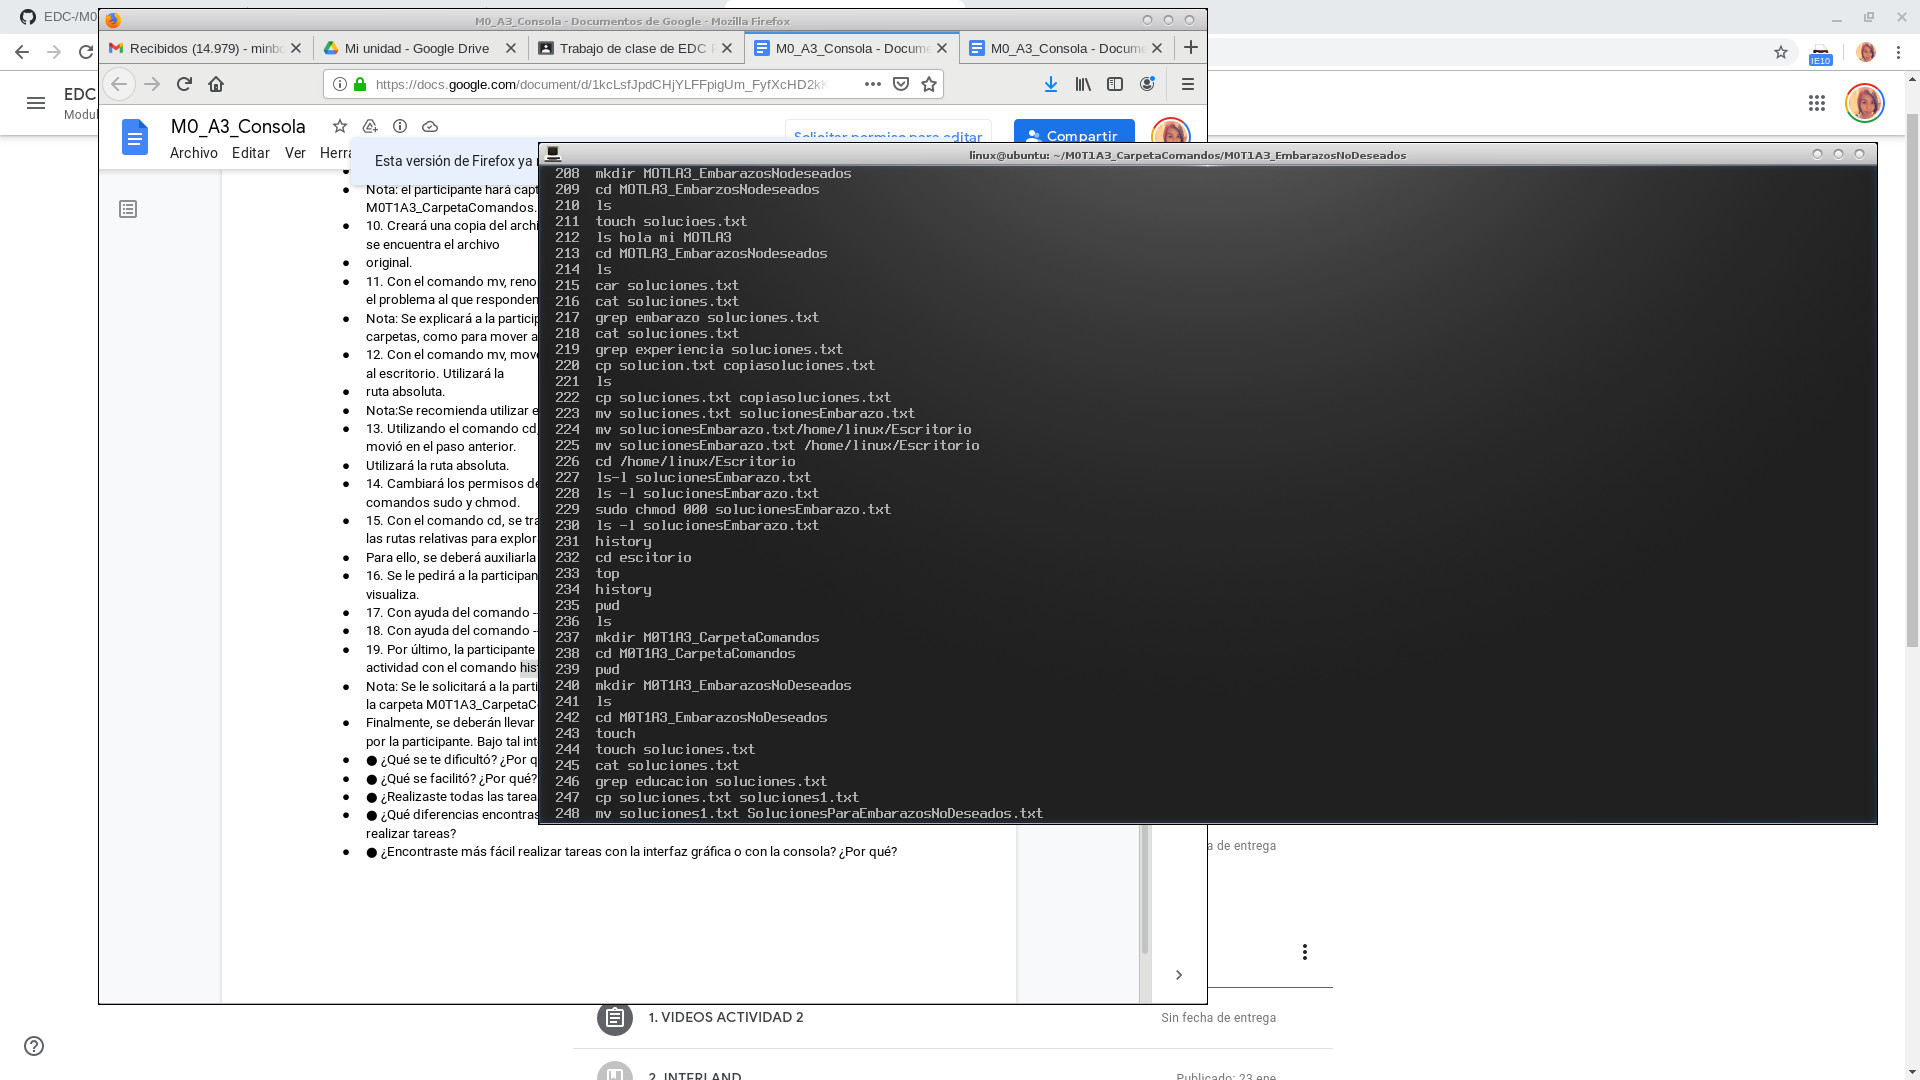 EDC-/M0
M0_A3_Consola - Documentos de Google - Mozilla Firefox
Recibidos (14.979) - minbo
Mi unidad - Google Drive
Trabajo de clase de EDC
M0_A3_Consola - Docume
M0_A3_Consola - Docume
https://docs.google.com/document/d/1kcLsfJpdCHjYLFFpigUm_FyfXcHD2k
IE10
EDC
Modul
M0_A3_Consola
Solicitar permiso para editar
Compartir
Archivo Editar Ver Herra
Esta versión de Firefox ya
Nota: el participante hará capt
M0T1A3_CarpetaComandos.
10. Creará una copia del archi
se encuentra el archivo
original.
11. Con el comando mv, reno
el problema al que responden
Nota: Se explicará a la particip
carpetas, como para mover a
12. Con el comando mv, move
al escritorio. Utilizará la
ruta absoluta.
Nota:Se recomienda utilizar e
13. Utilizando el comando cd,
movió en el paso anterior.
Utilizará la ruta absoluta.
14. Cambiará los permisos de
comandos sudo y chmod.
15. Con el comando cd, se tra
las rutas relativas para explor
Para ello, se deberá auxiliarla
16. Se le pedirá a la participan
visualiza.
17. Con ayuda del comando -
18. Con ayuda del comando -
19. Por último, la participante
actividad con el comando hist
Nota: Se le solicitará a la parti
la carpeta M0T1A3_CarpetaC
Finalmente, se deberán llevar
por la participante. Bajo tal int
● ¿Qué se te dificultó? ¿Por q
● ¿Qué se facilitó? ¿Por qué?
● ¿Realizaste todas las tarea
● ¿Qué diferencias encontras
realizar tareas?
● ¿Encontraste más fácil realizar tareas con la interfaz gráfica o con la consola? ¿Por qué?
linux@ubuntu: ~/M0T1A3_CarpetaComandos/M0T1A3_EmbarazosNoDeseados
208 mkdir MOTLA3_EmbarazosNodeseados
209 cd MOTLA3_EmbarzosNodeseados
210 ls
211 touch solucioes.txt
212 ls hola mi MOTLA3
213 cd MOTLA3_EmbarazosNodeseados
214 ls
215 car soluciones.txt
216 cat soluciones.txt
217 grep embarazo soluciones.txt
218 cat soluciones.txt
219 grep experiencia soluciones.txt
220 cp solucion.txt copiasoluciones.txt
221 ls
222 cp soluciones.txt copiasoluciones.txt
223 mv soluciones.txt solucionesEmbarazo.txt
224 mv solucionesEmbarazo.txt/home/linux/Escritorio
225 mv solucionesEmbarazo.txt /home/linux/Escritorio
226 cd /home/linux/Escritorio
227 ls-l solucionesEmbarazo.txt
228 ls -l solucionesEmbarazo.txt
229 sudo chmod 000 solucionesEmbarazo.txt
230 ls -l solucionesEmbarazo.txt
231 history
232 cd escitorio
233 top
234 history
235 pwd
236 ls
237 mkdir M0T1A3_CarpetaComandos
238 cd M0T1A3_CarpetaComandos
239 pwd
240 mkdir M0T1A3_EmbarazosNoDeseados
241 ls
242 cd M0T1A3_EmbarazosNoDeseados
243 touch
244 touch soluciones.txt
245 cat soluciones.txt
246 grep educacion soluciones.txt
247 cp soluciones.txt soluciones1.txt
248 mv soluciones1.txt SolucionesParaEmbarazosNoDeseados.txt
a de entrega
1. VIDEOS ACTIVIDAD 2
Sin fecha de entrega
2. INTERLAND
Publicado: 23 ene